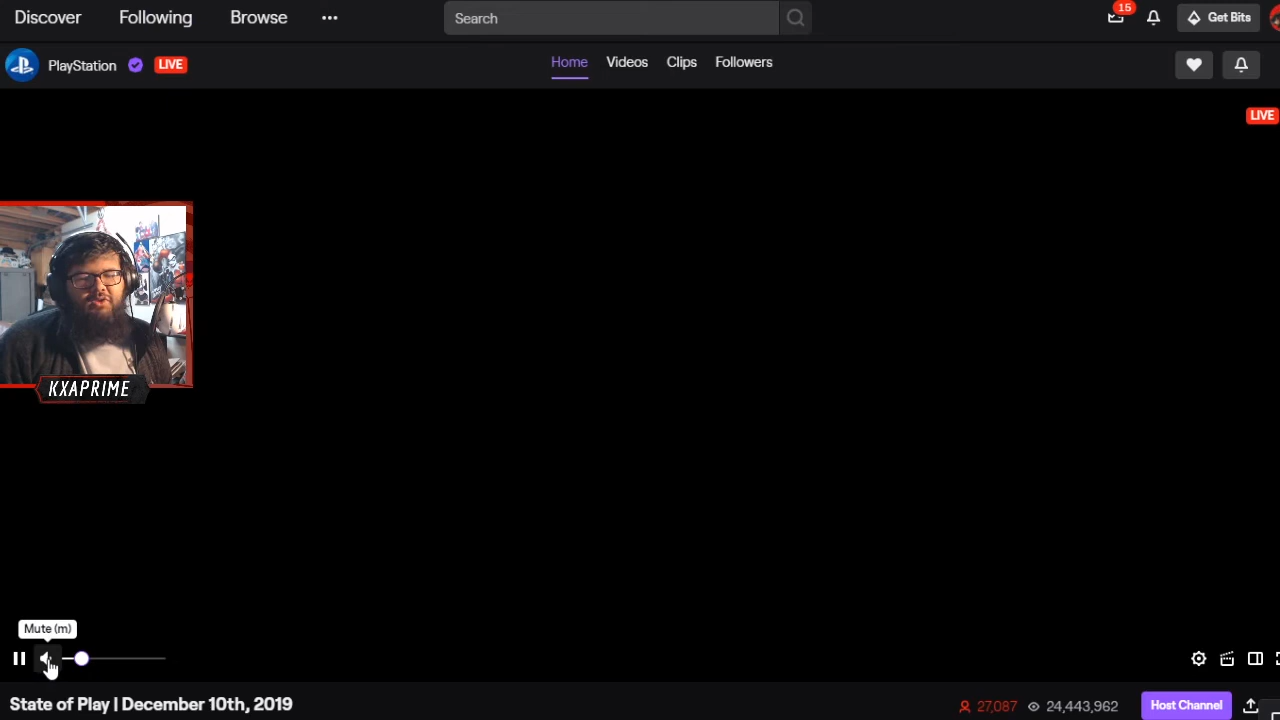 Discover
Following
Browse
Search
15
Get Bits
PlayStation
LIVE
Home
Videos
Clips
Followers
LIVE
KXAPRIME
Mute (m)
State of Play | December 10th, 2019
27,087
24,443,962
Host Channel